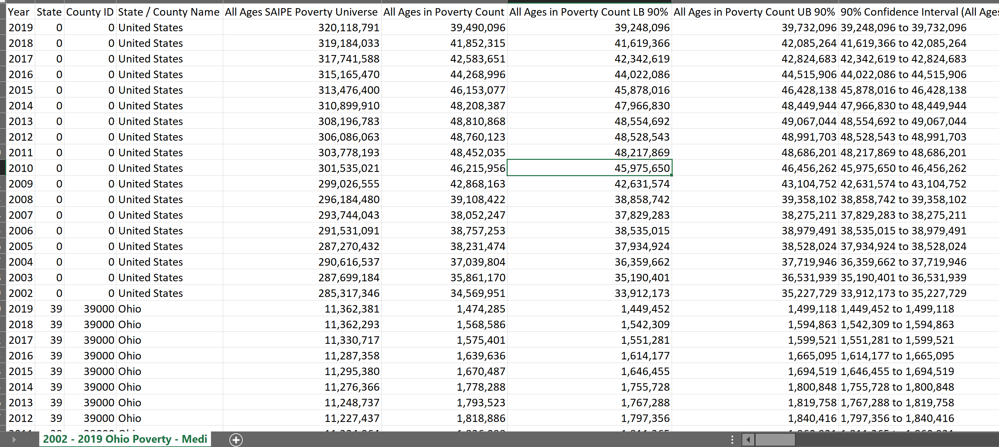 Year State County ID State / County Name All Ages SAIPE Poverty Universe All Ages in Poverty Count All Ages in Poverty Count LB 90% All Ages in Poverty Count UB 90% 90% Confidence Interval (All Ages
2019 0 0 United States 320,118,791 39,490,096 39,248,096 39,732,096 39,248,096 to 39,732,096
2018 0 0 United States 319,184,033 41,852,315 41,619,366 42,085,264 41,619,366 to 42,085,264
2017 0 0 United States 317,741,588 42,583,651 42,342,619 42,824,683 42,342,619 to 42,824,683
2016 0 0 United States 315,165,470 44,268,996 44,022,086 44,515,906 44,022,086 to 44,515,906
2015 0 0 United States 313,476,400 46,153,077 45,878,016 46,428,138 45,878,016 to 46,428,138
2014 0 0 United States 310,899,910 48,208,387 47,966,830 48,449,944 47,966,830 to 48,449,944
2013 0 0 United States 308,196,783 48,810,868 48,554,692 49,067,044 48,554,692 to 49,067,044
2012 0 0 United States 306,086,063 48,760,123 48,528,543 48,991,703 48,528,543 to 48,991,703
2011 0 0 United States 303,778,193 48,452,035 48,217,869 48,686,201 48,217,869 to 48,686,201
2010 0 0 United States 301,535,021 46,215,956 45,975,650 46,456,262 45,975,650 to 46,456,262
2009 0 0 United States 299,026,555 42,868,163 42,631,574 43,104,752 42,631,574 to 43,104,752
2008 0 0 United States 296,184,480 39,108,422 38,858,742 39,358,102 38,858,742 to 39,358,102
2007 0 0 United States 293,744,043 38,052,247 37,829,283 38,275,211 37,829,283 to 38,275,211
2006 0 0 United States 291,531,091 38,757,253 38,535,015 38,979,491 38,535,015 to 38,979,491
2005 0 0 United States 287,270,432 38,231,474 37,934,924 38,528,024 37,934,924 to 38,528,024
2004 0 0 United States 290,616,537 37,039,804 36,359,662 37,719,946 36,359,662 to 37,719,946
2003 0 0 United States 287,699,184 35,861,170 35,190,401 36,531,939 35,190,401 to 36,531,939
2002 0 0 United States 285,317,346 34,569,951 33,912,173 35,227,729 33,912,173 to 35,227,729
2019 39 39000 Ohio 11,362,381 1,474,285 1,449,452 1,499,118 1,449,452 to 1,499,118
2018 39 39000 Ohio 11,362,293 1,568,586 1,542,309 1,594,863 1,542,309 to 1,594,863
2017 39 39000 Ohio 11,330,717 1,575,401 1,551,281 1,599,521 1,551,281 to 1,599,521
2016 39 39000 Ohio 11,287,358 1,639,636 1,614,177 1,665,095 1,614,177 to 1,665,095
2015 39 39000 Ohio 11,295,380 1,670,487 1,646,455 1,694,519 1,646,455 to 1,694,519
2014 39 39000 Ohio 11,276,366 1,778,288 1,755,728 1,800,848 1,755,728 to 1,800,848
2013 39 39000 Ohio 11,248,737 1,793,523 1,767,288 1,819,758 1,767,288 to 1,819,758
2012 39 39000 Ohio 11,227,437 1,818,886 1,797,356 1,840,416 1,797,356 to 1,840,416
2002 - 2019 Ohio Poverty - Medi